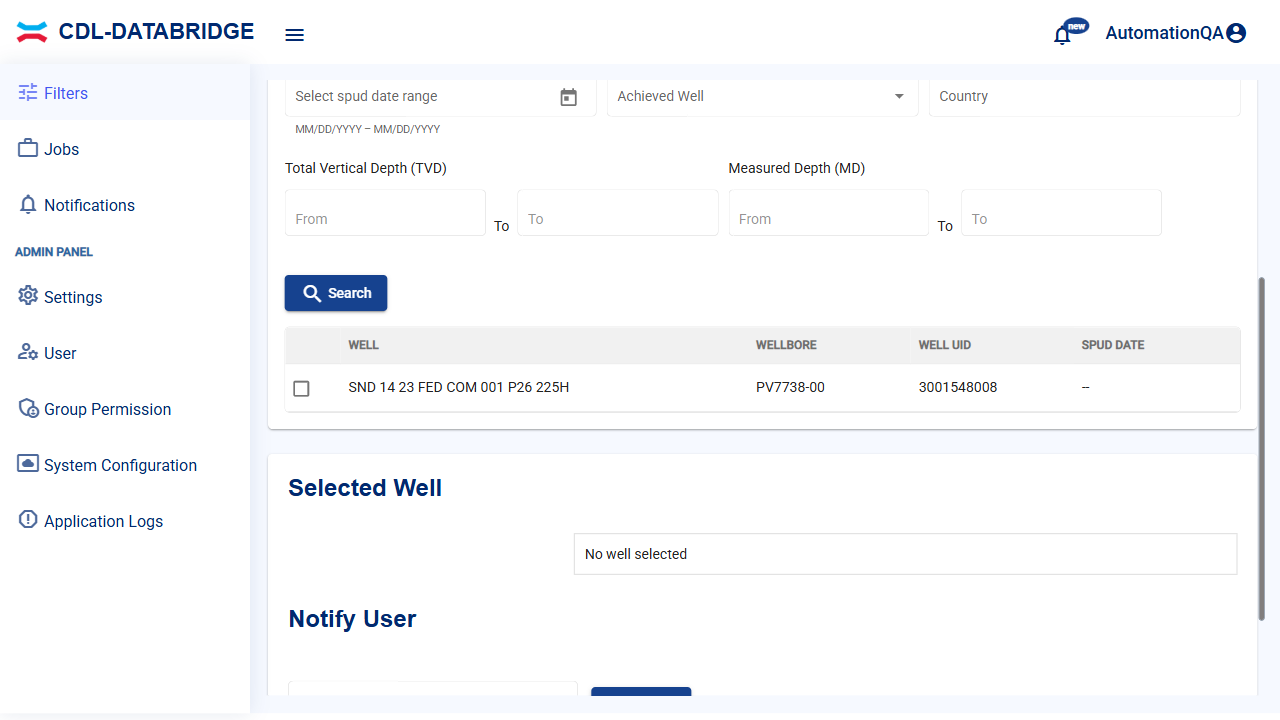 CDL-DATABRIDGE
new
AutomationQA
Filters
Jobs
Notifications
ADMIN PANEL
Settings
User
Group Permission
System Configuration
Application Logs
Select spud date range
Achieved Well
Country
MM/DD/YYYY – MM/DD/YYYY
Total Vertical Depth (TVD)
Measured Depth (MD)
From To To From To To
Search
WELL WELLBORE WELL UID SPUD DATE
SND 14 23 FED COM 001 P26 225H PV7738-00 3001548008 --
Selected Well
No well selected
Notify User